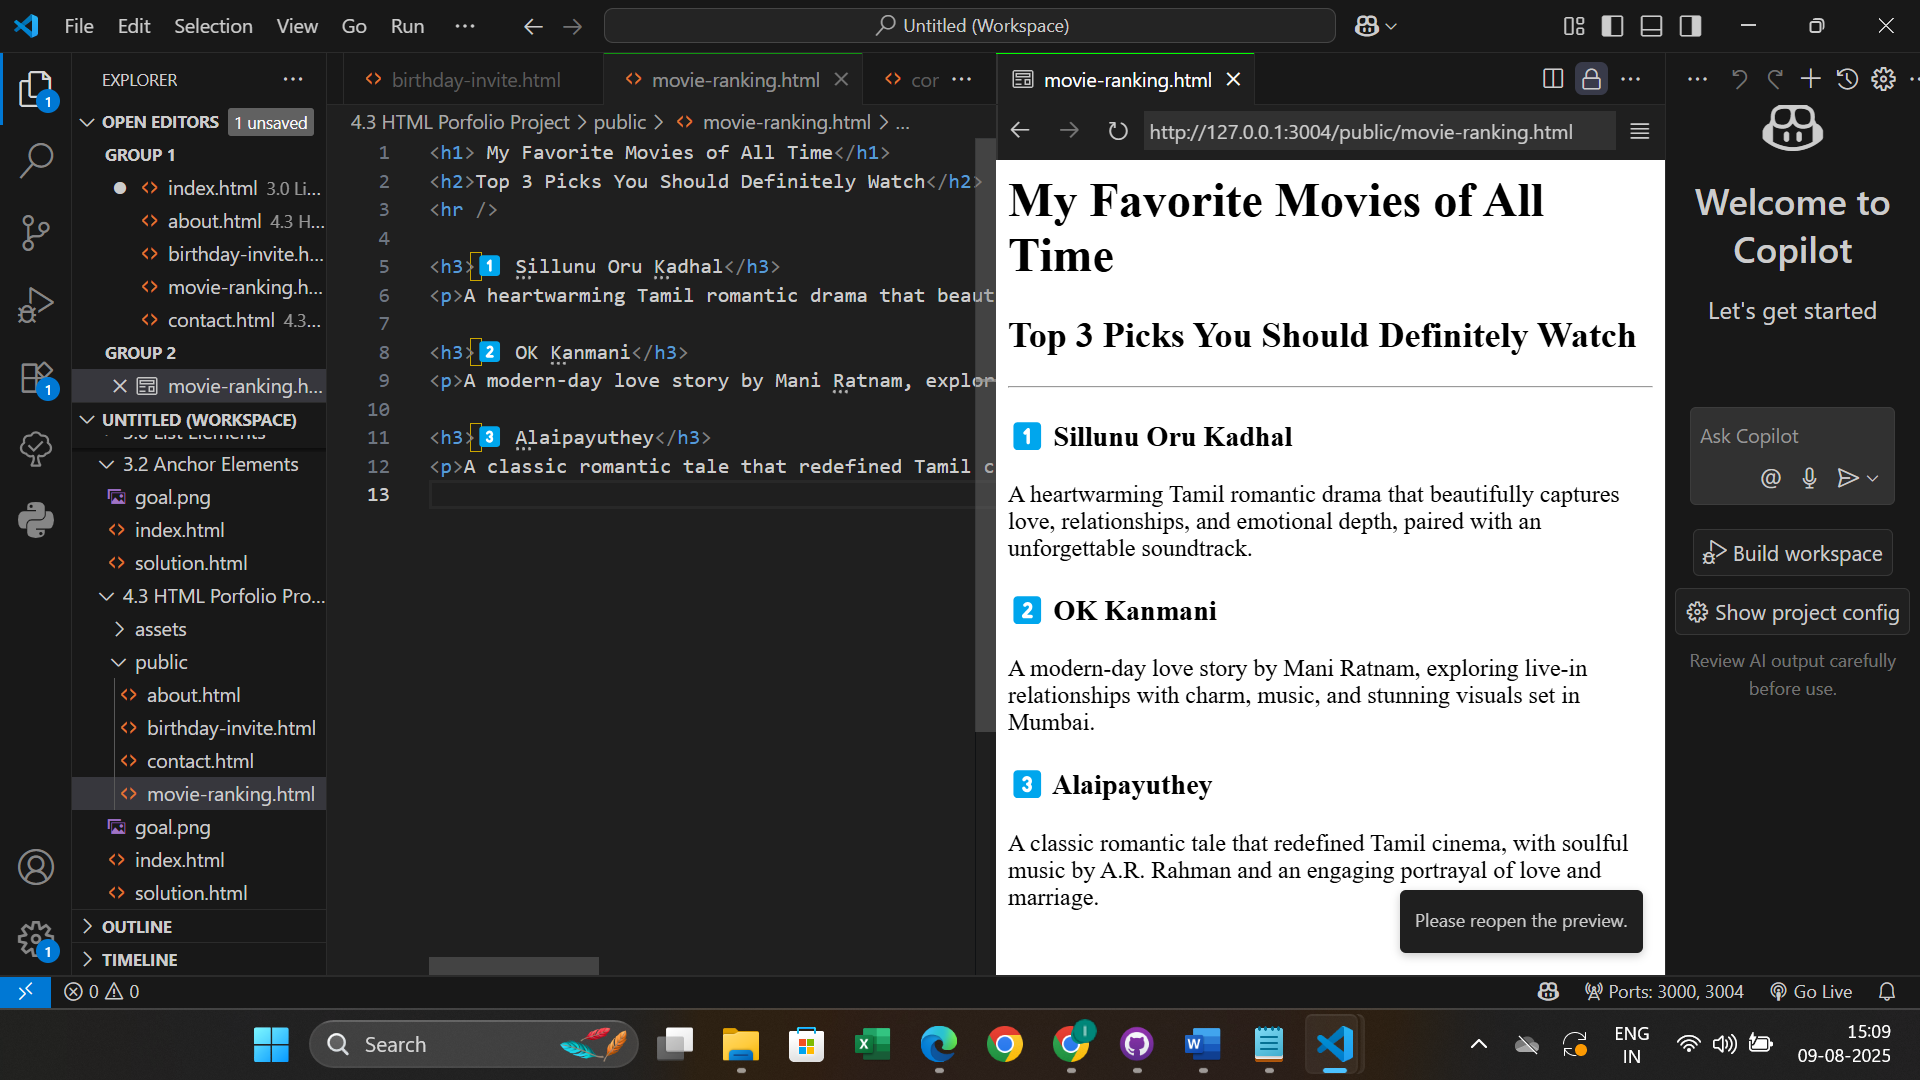 File Edit Selection View Go Run ··· Untitled (Workspace)
EXPLORER ···
OPEN EDITORS 1 unsaved
GROUP 1
index.html 3.0 Li...
about.html 4.3 H...
birthday-invite.h...
movie-ranking.h...
contact.html 4.3...
GROUP 2
movie-ranking.h...
UNTITLED (WORKSPACE)
3.0 List Elements
3.2 Anchor Elements
goal.png
index.html
solution.html
4.3 HTML Porfolio Pro...
assets
public
about.html
birthday-invite.html
contact.html
movie-ranking.html
goal.png
index.html
solution.html
OUTLINE
TIMELINE
birthday-invite.html movie-ranking.html cor ···
4.3 HTML Porfolio Project > public > movie-ranking.html > ...
1 <h1> My Favorite Movies of All Time</h1>
2 <h2>Top 3 Picks You Should Definitely Watch</h2>
3 <hr />
4
5 <h3>1️⃣ Sillunu Oru Kadhal</h3>
6 <p>A heartwarming Tamil romantic drama that beaut
7
8 <h3>2️⃣ OK Kanmani</h3>
9 <p>A modern-day love story by Mani Ratnam, explor
10
11 <h3>3️⃣ Alaipayuthey</h3>
12 <p>A classic romantic tale that redefined Tamil c
13
movie-ranking.html
http://127.0.0.1:3004/public/movie-ranking.html
My Favorite Movies of All
Time
Top 3 Picks You Should Definitely Watch
1️⃣ Sillunu Oru Kadhal
A heartwarming Tamil romantic drama that beautifully captures
love, relationships, and emotional depth, paired with an
unforgettable soundtrack.
2️⃣ OK Kanmani
A modern-day love story by Mani Ratnam, exploring live-in
relationships with charm, music, and stunning visuals set in
Mumbai.
3️⃣ Alaipayuthey
A classic romantic tale that redefined Tamil cinema, with soulful
music by A.R. Rahman and an engaging portrayal of love and
marriage.
Please reopen the preview.
Welcome to
Copilot
Let's get started
Ask Copilot
Build workspace
Show project config
Review AI output carefully
before use.
0 0 Ports: 3000, 3004 Go Live
Search
ENG
IN
15:09
09-08-2025